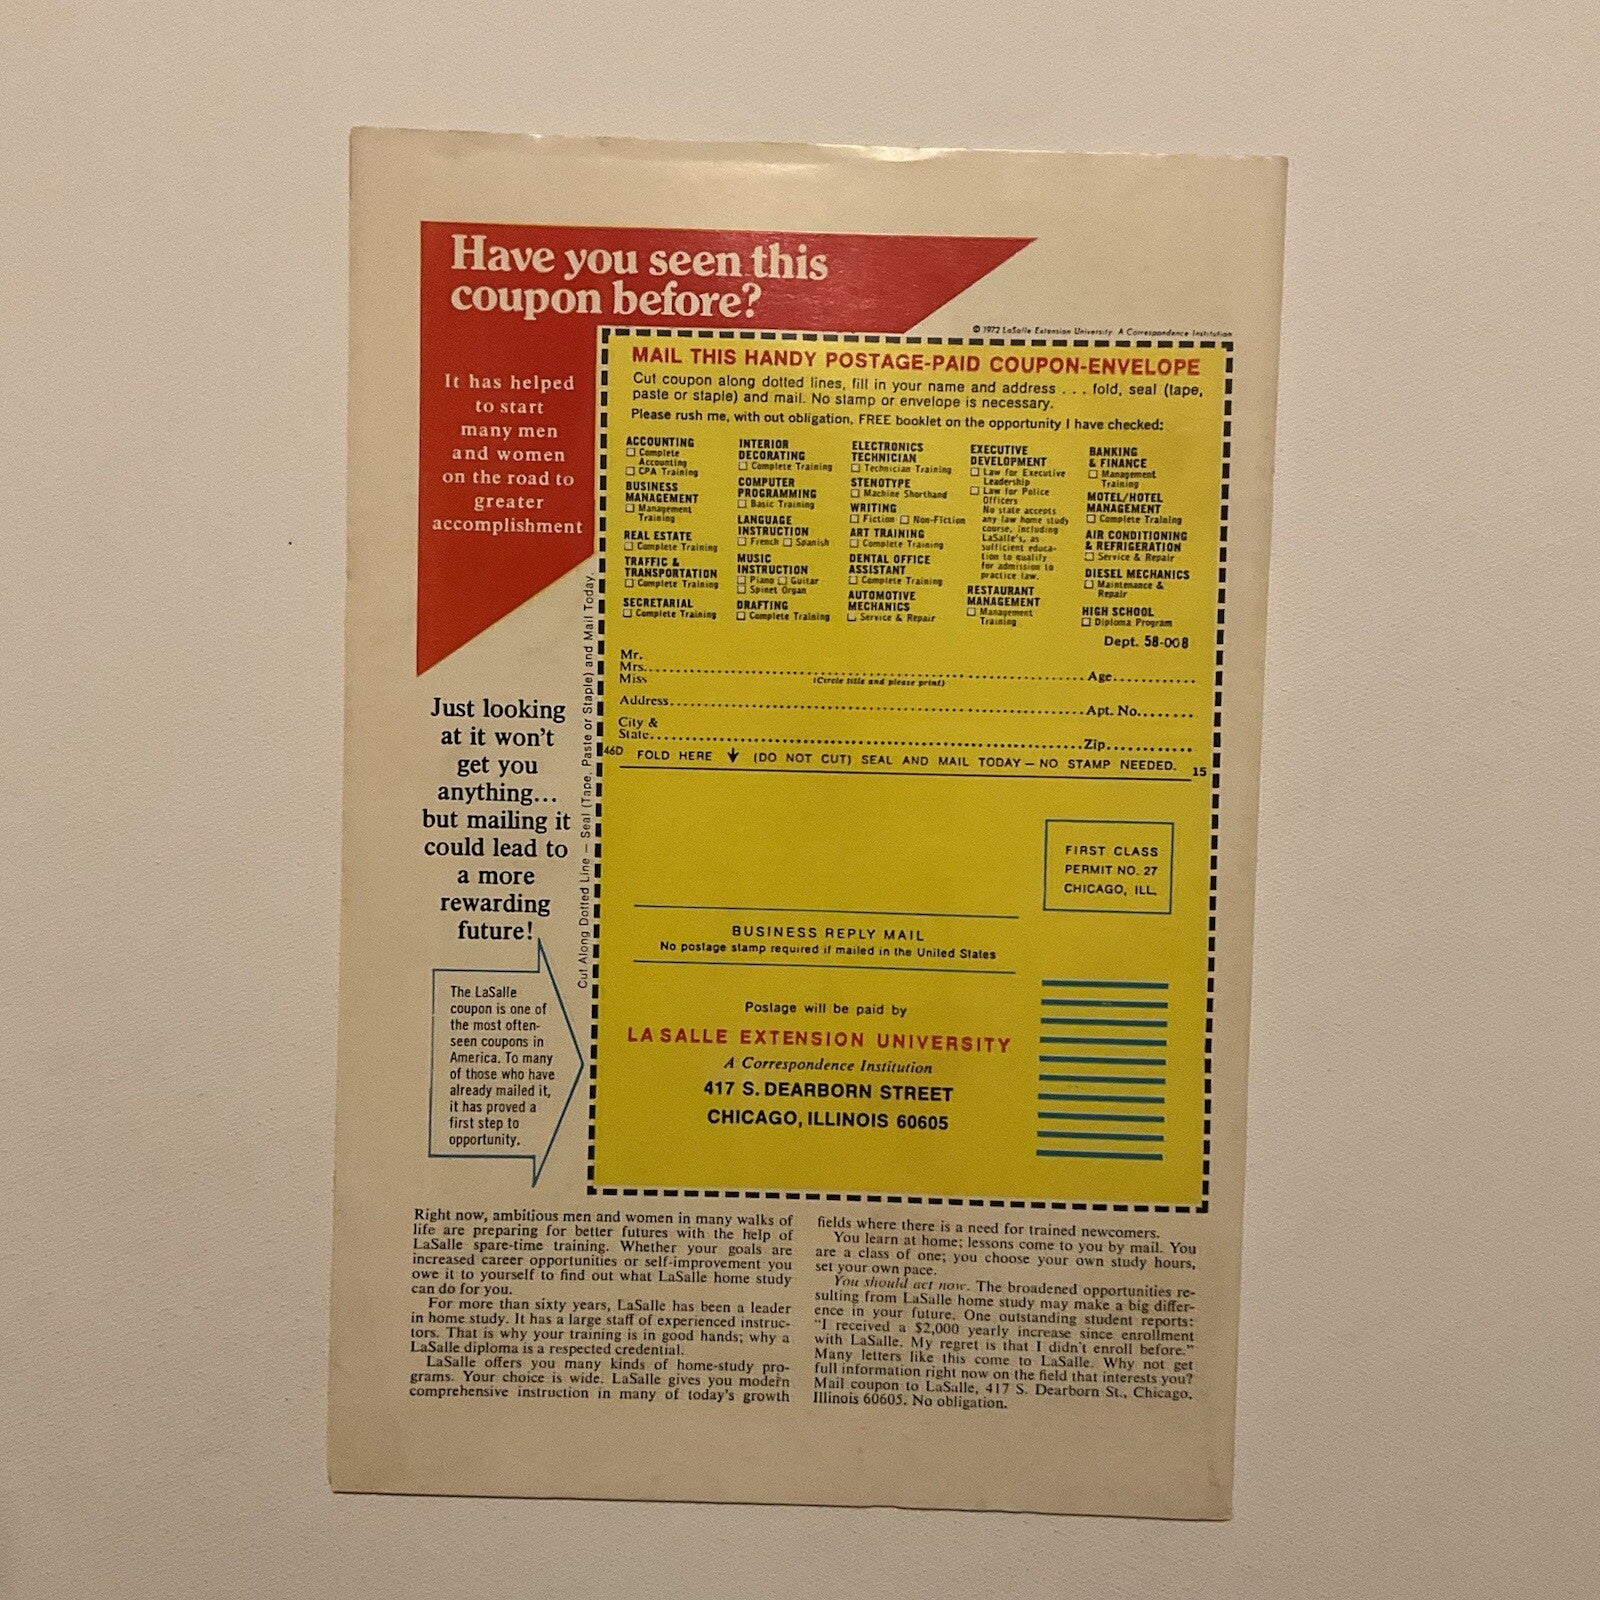 Have you seen this
coupon before?
It has helped
to start
many men
and women
on the road to
greater
accomplishment
Just looking
at it won't
get you
anything...
but mailing it
could lead to
a more
rewarding
future!
The LaSalle
coupon is one of
the most often-
seen coupons in
America. To many
of those who have
already mailed it,
it has proved a
first step to
opportunity.
Cut Along Dotted Line — Seal (Tape, Paste or Staple) and Mail Today.
© 1972 LaSalle Extension University. A Correspondence Institution
MAIL THIS HANDY POSTAGE-PAID COUPON-ENVELOPE
Cut coupon along dotted lines, fill in your name and address . . . fold, seal (tape,
paste or staple) and mail. No stamp or envelope is necessary.
Please rush me, with out obligation, FREE booklet on the opportunity I have checked:
ACCOUNTING
☐ Complete
Accounting
☐ CPA Training
BUSINESS
MANAGEMENT
☐ Management
Training
REAL ESTATE
☐ Complete Training
TRAFFIC &
TRANSPORTATION
☐ Complete Training
SECRETARIAL
☐ Complete Training
INTERIOR
DECORATING
☐ Complete Training
COMPUTER
PROGRAMMING
☐ Basic Training
LANGUAGE
INSTRUCTION
☐ French ☐ Spanish
MUSIC
INSTRUCTION
☐ Piano ☐ Guitar
☐ Spinet Organ
DRAFTING
☐ Complete Training
ELECTRONICS
TECHNICIAN
☐ Technician Training
STENOTYPE
☐ Machine Shorthand
WRITING
☐ Fiction ☐ Non-Fiction
ART TRAINING
☐ Complete Training
DENTAL OFFICE
ASSISTANT
☐ Complete Training
AUTOMOTIVE
MECHANICS
☐ Service & Repair
EXECUTIVE
DEVELOPMENT
☐ Law for Executive
Leadership
☐ Law for Police
Officers
No state accepts
any law home study
course, including
LaSalle's, as
sufficient educa-
tion to qualify
for admission to
practice law.
RESTAURANT
MANAGEMENT
☐ Management
Training
BANKING
& FINANCE
☐ Management
Training
MOTEL/HOTEL
MANAGEMENT
☐ Complete Training
AIR CONDITIONING
& REFRIGERATION
☐ Service & Repair
DIESEL MECHANICS
☐ Maintenance &
Repair
HIGH SCHOOL
☐ Diploma Program
Dept. 58-008
Mr.
Mrs. Age
Miss (Circle title and please print)
Address Apt. No.
City &
State Zip
46D FOLD HERE ↓ (DO NOT CUT) SEAL AND MAIL TODAY — NO STAMP NEEDED. 15
FIRST CLASS
PERMIT NO. 27
CHICAGO, ILL.
BUSINESS REPLY MAIL
No postage stamp required if mailed in the United States
Postage will be paid by
LA SALLE EXTENSION UNIVERSITY
A Correspondence Institution
417 S. DEARBORN STREET
CHICAGO, ILLINOIS 60605
Right now, ambitious men and women in many walks of
life are preparing for better futures with the help of
LaSalle spare-time training. Whether your goals are
increased career opportunities or self-improvement you
owe it to yourself to find out what LaSalle home study
can do for you.
For more than sixty years, LaSalle has been a leader
in home study. It has a large staff of experienced instruc-
tors. That is why your training is in good hands; why a
LaSalle diploma is a respected credential.
LaSalle offers you many kinds of home-study pro-
grams. Your choice is wide. LaSalle gives you modern
comprehensive instruction in many of today's growth
fields where there is a need for trained newcomers.
You learn at home; lessons come to you by mail. You
are a class of one; you choose your own study hours,
set your own pace.
You should act now. The broadened opportunities re-
sulting from LaSalle home study may make a big differ-
ence in your future. One outstanding student reports:
"I received a $2,000 yearly increase since enrollment
with LaSalle. My regret is that I didn't enroll before."
Many letters like this come to LaSalle. Why not get
full information right now on the field that interests you?
Mail coupon to LaSalle, 417 S. Dearborn St., Chicago,
Illinois 60605. No obligation.